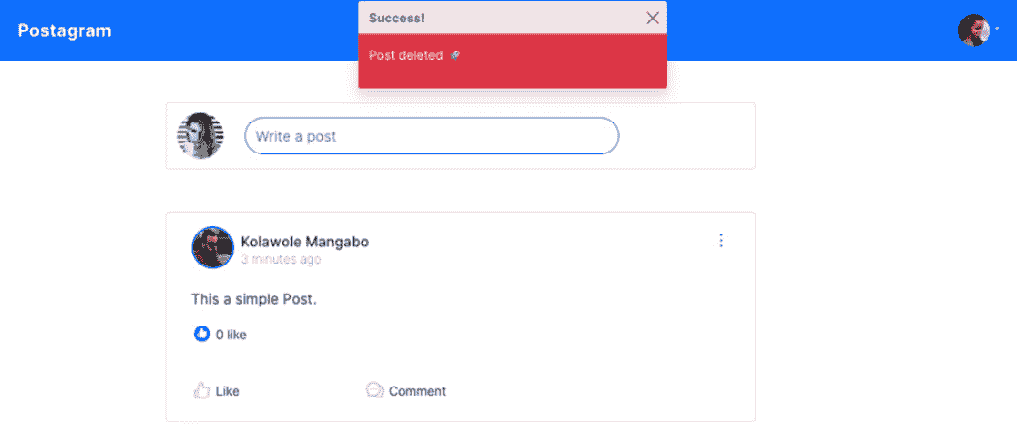 Postagram
Success!
Post deleted
Write a post
Kolawole Mangabo
3 minutes ago
This a simple Post.
0 like
Like
Comment